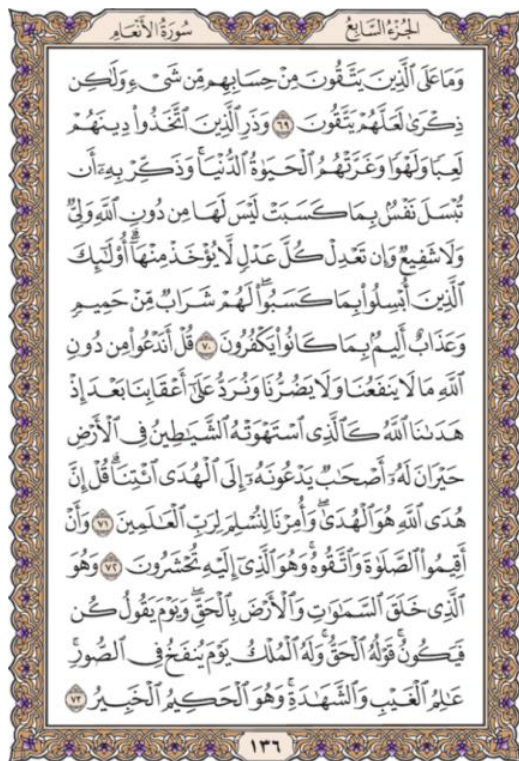 الجُزْءُ السَّابِعُ
سُورَةُ الأَنْعَامِ
وَمَا عَلَى ٱلَّذِينَ يَتَّقُونَ مِنْ حِسَابِهِم مِّن شَىْءٍ وَلَٰكِن
ذِكْرَىٰ لَعَلَّهُمْ يَتَّقُونَ ٦٩ وَذَرِ ٱلَّذِينَ ٱتَّخَذُوا۟ دِينَهُمْ
لَعِبًا وَلَهْوًا وَغَرَّتْهُمُ ٱلْحَيَوٰةُ ٱلدُّنْيَا ۚ وَذَكِّرْ بِهِۦٓ أَن
تُبْسَلَ نَفْسٌۢ بِمَا كَسَبَتْ لَيْسَ لَهَا مِن دُونِ ٱللَّهِ وَلِىٌّ
وَلَا شَفِيعٌ وَإِن تَعْدِلْ كُلَّ عَدْلٍ لَّا يُؤْخَذْ مِنْهَآ ۗ أُو۟لَٰٓئِكَ
ٱلَّذِينَ أُبْسِلُوا۟ بِمَا كَسَبُوا۟ ۖ لَهُمْ شَرَابٌ مِّنْ حَمِيمٍ
وَعَذَابٌ أَلِيمٌۢ بِمَا كَانُوا۟ يَكْفُرُونَ ٧٠ قُلْ أَنَدْعُوا۟ مِن دُونِ
ٱللَّهِ مَا لَا يَنفَعُنَا وَلَا يَضُرُّنَا وَنُرَدُّ عَلَىٰٓ أَعْقَابِنَا بَعْدَ إِذْ
هَدَىٰنَا ٱللَّهُ كَٱلَّذِى ٱسْتَهْوَتْهُ ٱلشَّيَٰطِينُ فِى ٱلْأَرْضِ
حَيْرَانَ لَهُۥٓ أَصْحَٰبٌ يَدْعُونَهُۥٓ إِلَى ٱلْهُدَى ٱئْتِنَا ۗ قُلْ إِنَّ
هُدَى ٱللَّهِ هُوَ ٱلْهُدَىٰ ۖ وَأُمِرْنَا لِنُسْلِمَ لِرَبِّ ٱلْعَٰلَمِينَ ٧١ وَأَنْ
أَقِيمُوا۟ ٱلصَّلَوٰةَ وَٱتَّقُوهُ ۚ وَهُوَ ٱلَّذِىٓ إِلَيْهِ تُحْشَرُونَ ٧٢ وَهُوَ
ٱلَّذِى خَلَقَ ٱلسَّمَٰوَٰتِ وَٱلْأَرْضَ بِٱلْحَقِّ ۖ وَيَوْمَ يَقُولُ كُن
فَيَكُونُ ۚ قَوْلُهُ ٱلْحَقُّ ۚ وَلَهُ ٱلْمُلْكُ يَوْمَ يُنفَخُ فِى ٱلصُّورِ ۚ
عَٰلِمُ ٱلْغَيْبِ وَٱلشَّهَٰدَةِ ۚ وَهُوَ ٱلْحَكِيمُ ٱلْخَبِيرُ ٧٣
١٣٦